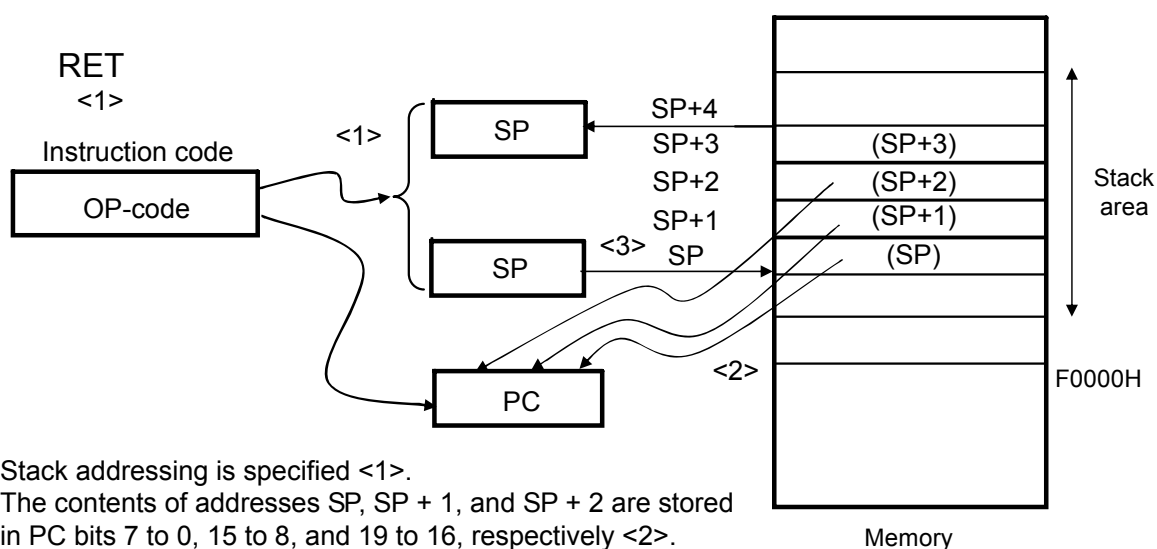 RET
<1>
Instruction code
OP-code
<1>
SP
SP
PC
SP+4
SP+3
SP+2
SP+1
<3>
SP
<2>
(SP+3)
(SP+2)
(SP+1)
(SP)
Stack
area
F0000H
Memory
Stack addressing is specified <1>.
The contents of addresses SP, SP + 1, and SP + 2 are stored
in PC bits 7 to 0, 15 to 8, and 19 to 16, respectively <2>.